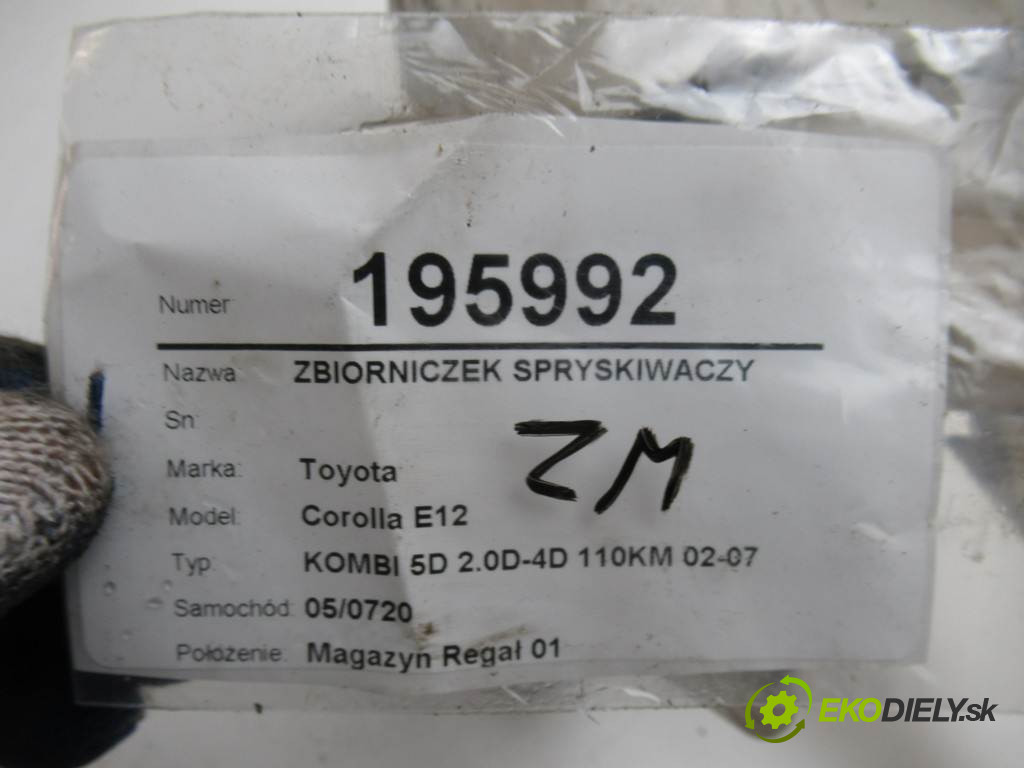 Numer: 195992
Nazwa: ZBIORNICZEK SPRYSKIWACZY
Sn:
ZM
Marka: Toyota
Model: Corolla E12
Typ: KOMBI 5D 2.0D-4D 110KM 02-07
Samochód: 05/0720
Położenie: Magazyn Regał 01
EKODIELY.sk